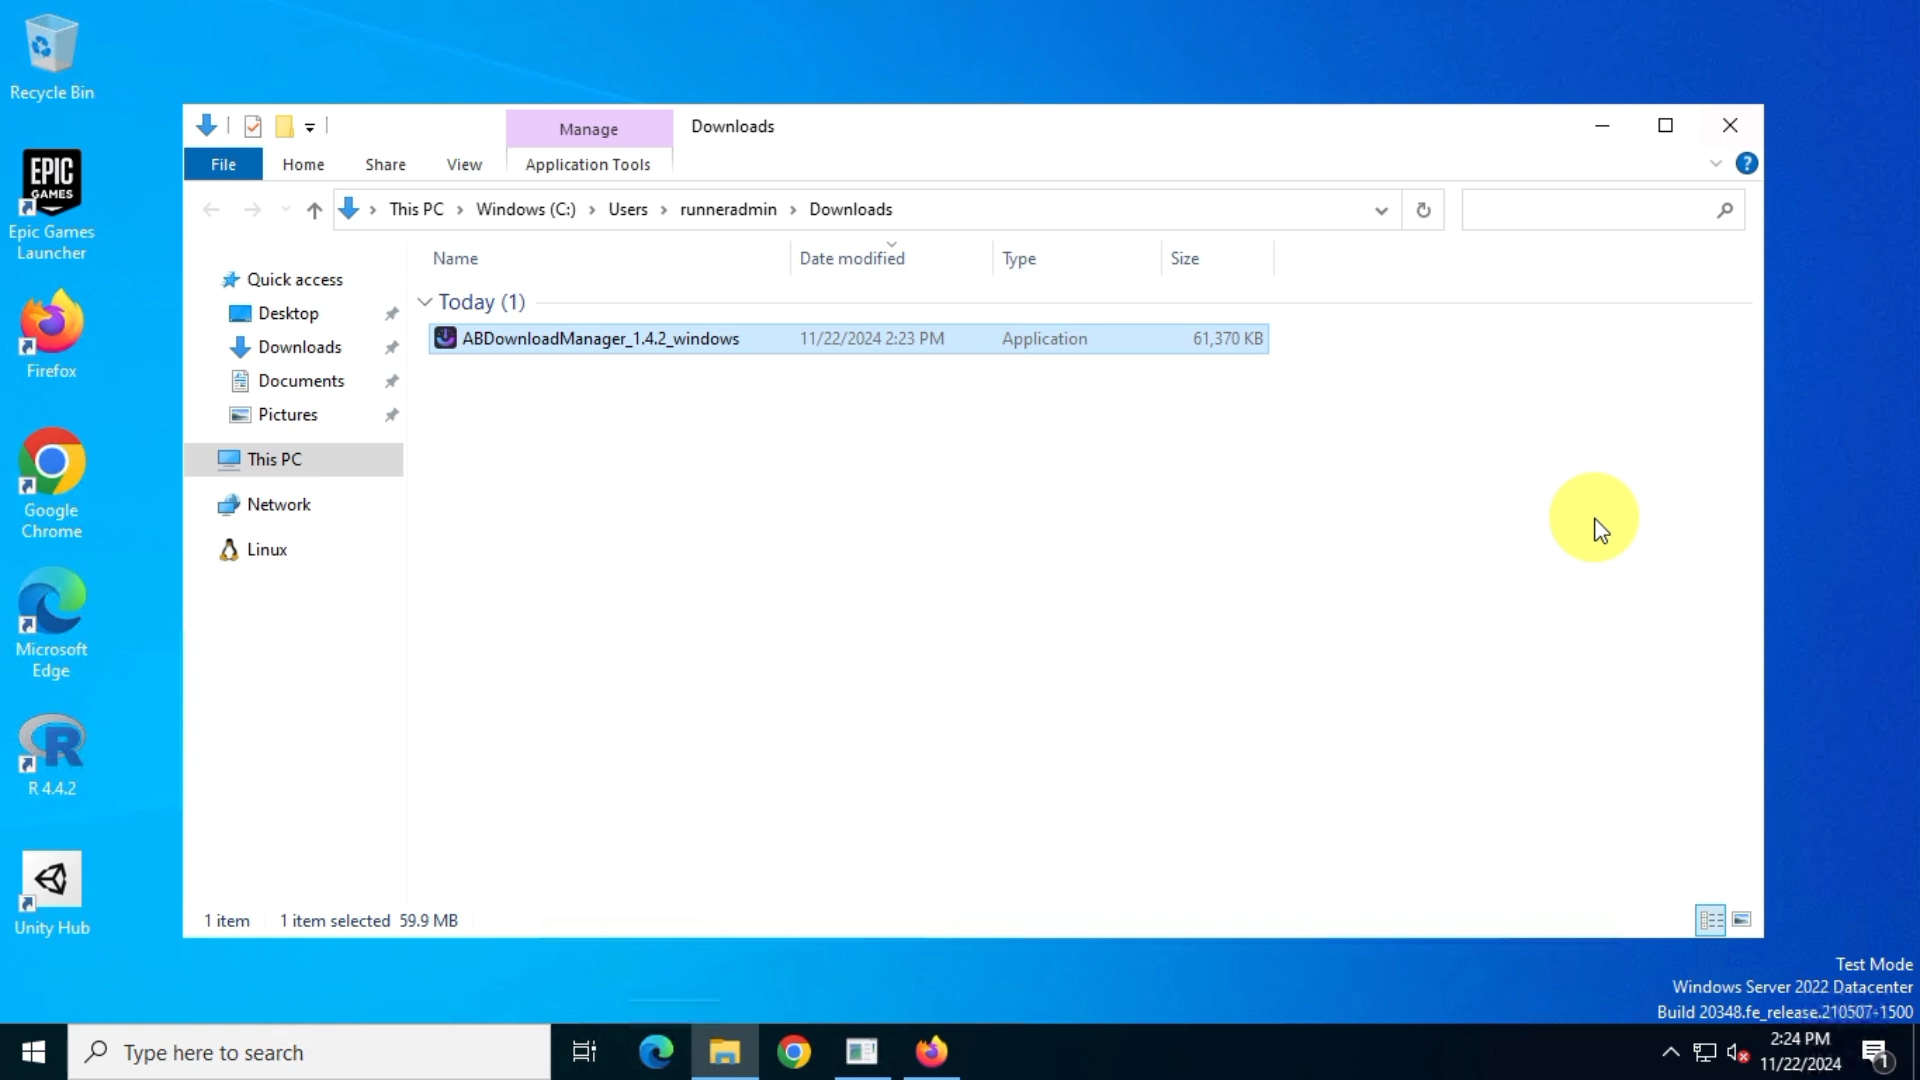 Recycle Bin
EPIC
GAMES
Epic Games
Launcher
Firefox
Google
Chrome
Microsoft
Edge
R 4.4.2
Unity Hub
Manage
Downloads
File
Home
Share
View
Application Tools
?
This PC > Windows (C:) > Users > runneradmin > Downloads
Name
Date modified
Type
Size
Quick access
Desktop
Downloads
Documents
Pictures
This PC
Network
Linux
Today (1)
ABDownloadManager_1.4.2_windows
11/22/2024 2:23 PM
Application
61,370 KB
1 item
1 item selected 59.9 MB
Test Mode
Windows Server 2022 Datacenter
Build 20348.fe_release.210507-1500
Type here to search
2:24 PM
11/22/2024
1